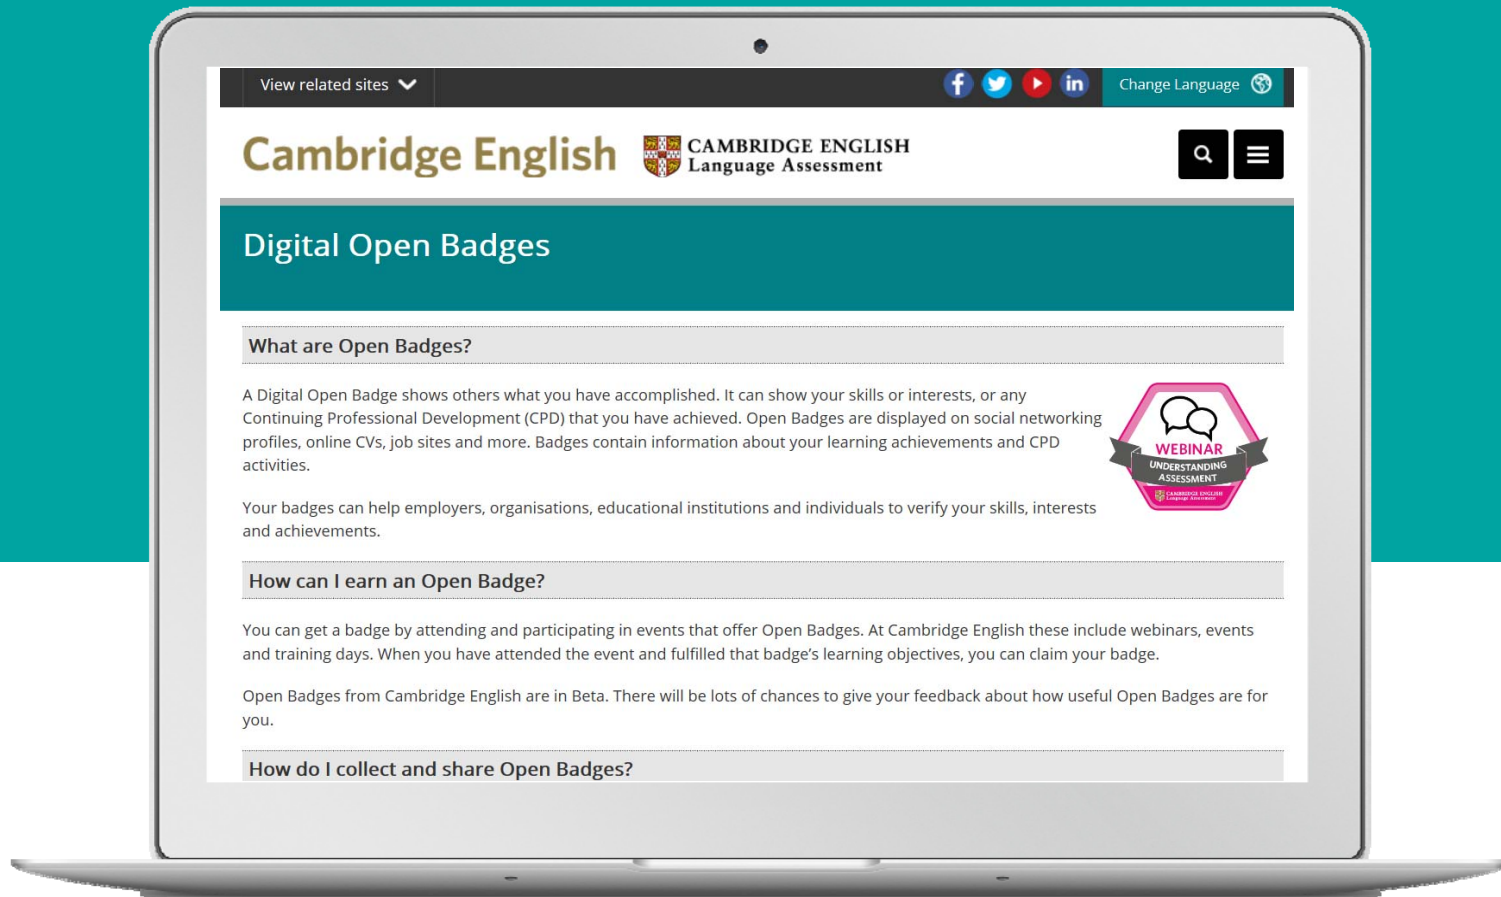 View related sites
Change Language
Cambridge English
CAMBRIDGE ENGLISH
Language Assessment
Digital Open Badges
What are Open Badges?
A Digital Open Badge shows others what you have accomplished. It can show your skills or interests, or any
Continuing Professional Development (CPD) that you have achieved. Open Badges are displayed on social networking
profiles, online CVs, job sites and more. Badges contain information about your learning achievements and CPD
activities.
WEBINAR
UNDERSTANDING
ASSESSMENT
CAMBRIDGE ENGLISH
Language Assessment
Your badges can help employers, organisations, educational institutions and individuals to verify your skills, interests
and achievements.
How can I earn an Open Badge?
You can get a badge by attending and participating in events that offer Open Badges. At Cambridge English these include webinars, events
and training days. When you have attended the event and fulfilled that badge’s learning objectives, you can claim your badge.
Open Badges from Cambridge English are in Beta. There will be lots of chances to give your feedback about how useful Open Badges are for
you.
How do I collect and share Open Badges?